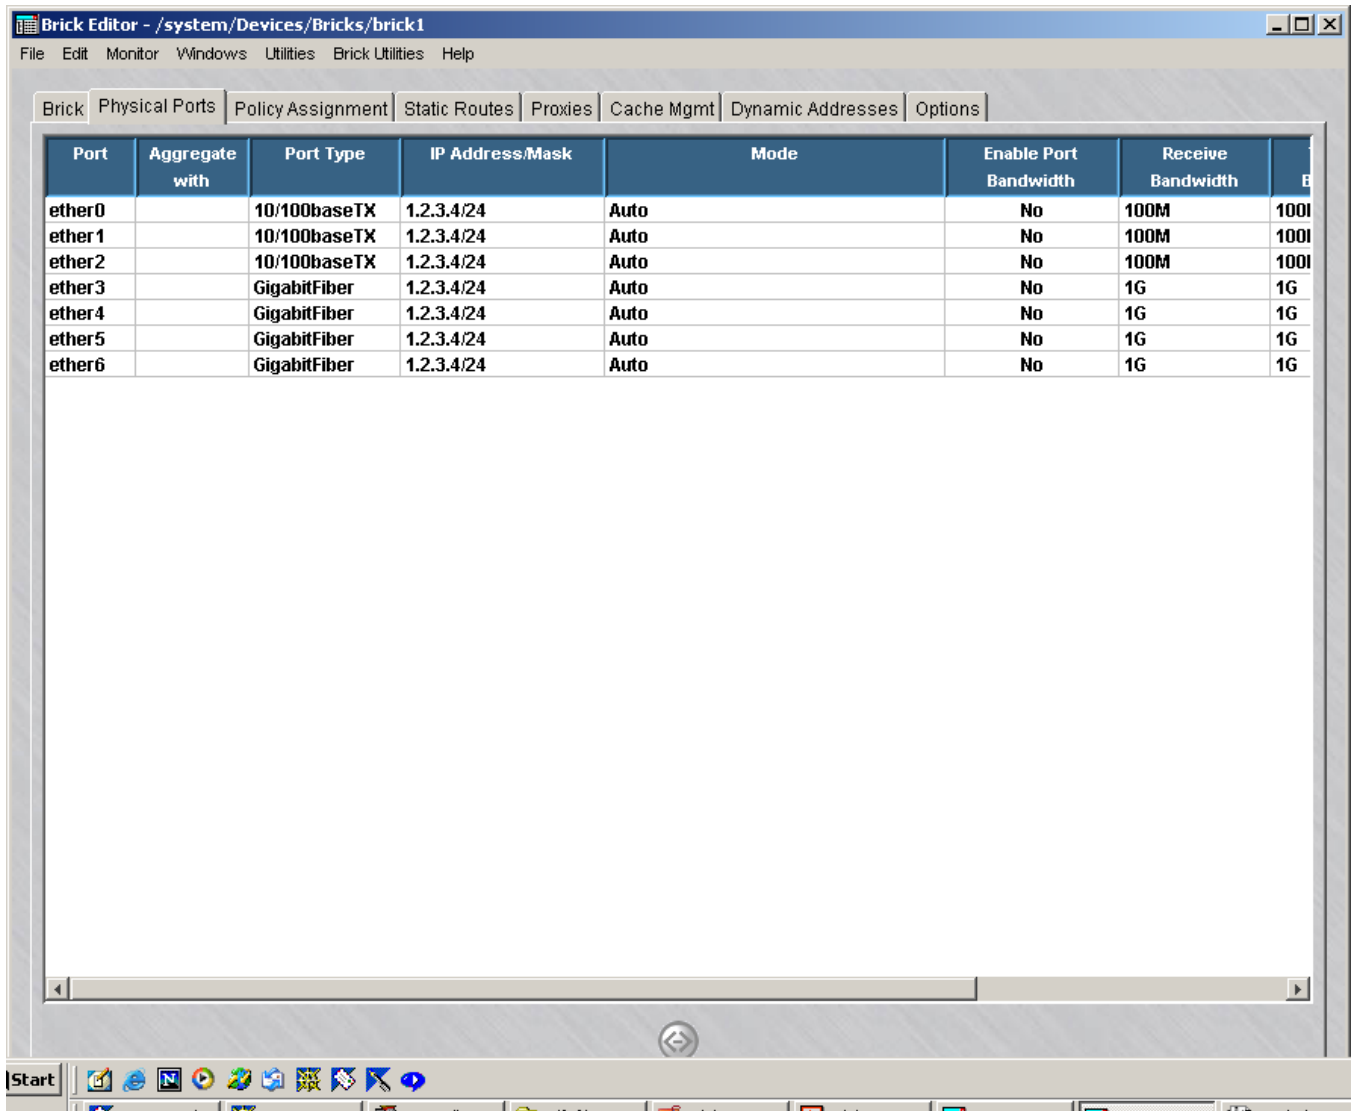 Brick Editor - /system/Devices/Bricks/brick1
File Edit Monitor Windows Utilities Brick Utilities Help
Brick Physical Ports Policy Assignment Static Routes Proxies Cache Mgmt Dynamic Addresses Options
Port Aggregate with Port Type IP Address/Mask Mode Enable Port Bandwidth Receive Bandwidth
ether0 10/100baseTX 1.2.3.4/24 Auto No 100M
ether1 10/100baseTX 1.2.3.4/24 Auto No 100M
ether2 10/100baseTX 1.2.3.4/24 Auto No 100M
ether3 GigabitFiber 1.2.3.4/24 Auto No 1G 1G
ether4 GigabitFiber 1.2.3.4/24 Auto No 1G 1G
ether5 GigabitFiber 1.2.3.4/24 Auto No 1G 1G
ether6 GigabitFiber 1.2.3.4/24 Auto No 1G 1G
Start